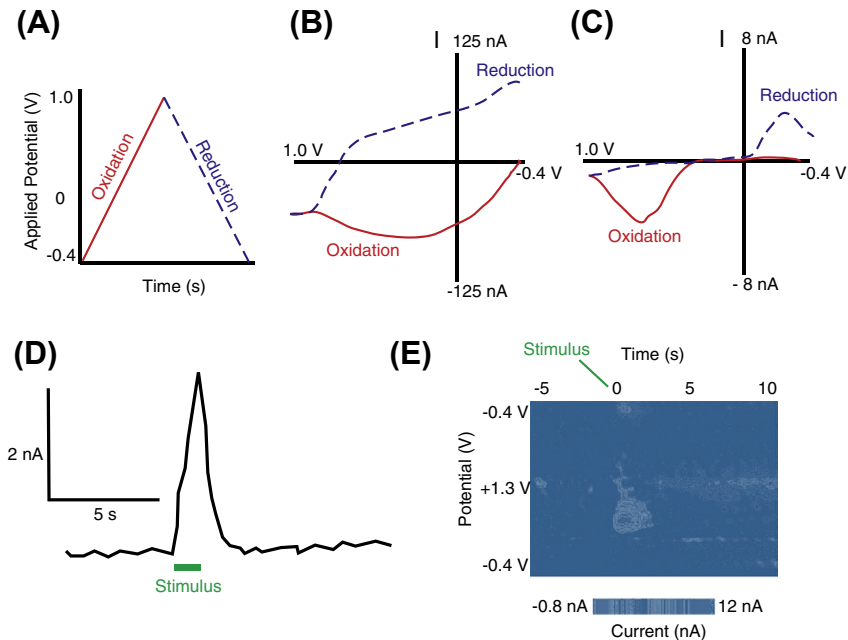 (A)
1.0
0
-0.4
Applied Potential (V)
Oxidation
Reduction
Time (s)
(B)
I 125 nA
Reduction
1.0 V
-0.4 V
Oxidation
-125 nA
(C)
I 8 nA
Reduction
1.0 V
-0.4 V
Oxidation
- 8 nA
(D)
2 nA
5 s
Stimulus
(E)
Stimulus
Time (s)
-5 0 5 10
-0.4 V
+1.3 V
-0.4 V
Potential (V)
-0.8 nA 12 nA
Current (nA)